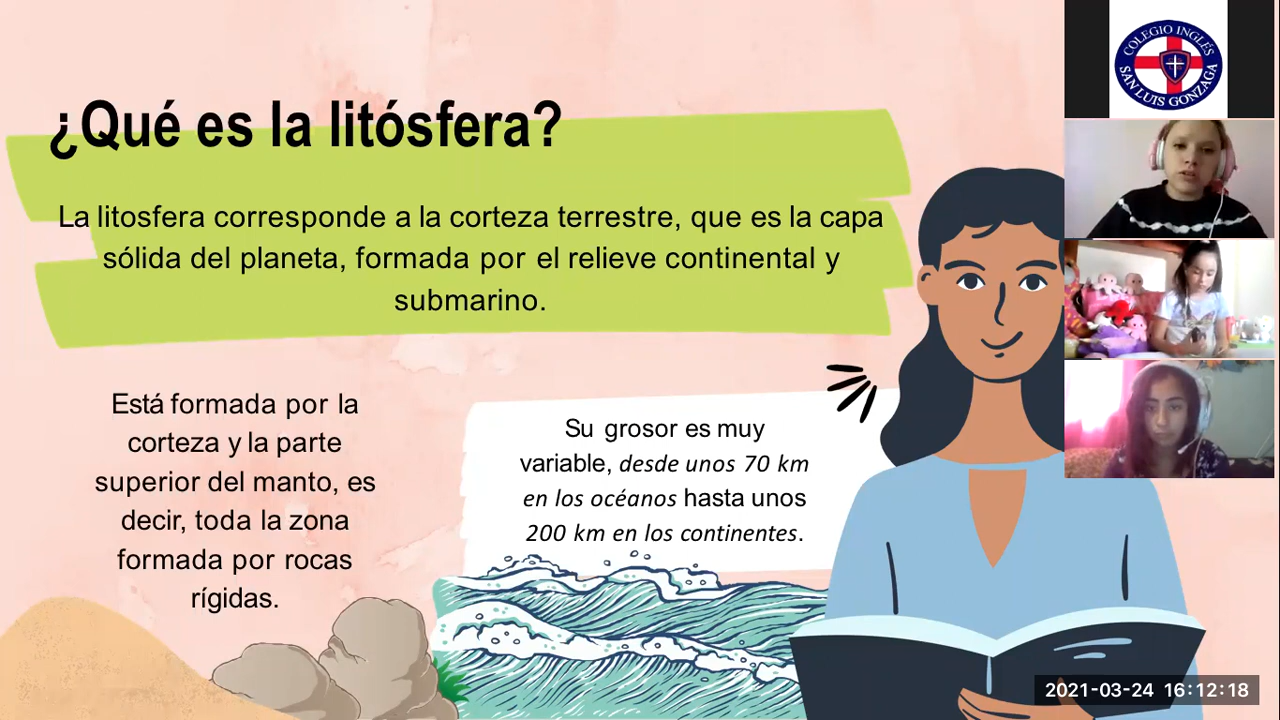 ¿Qué es la litósfera?
La litosfera corresponde a la corteza terrestre, que es la capa
sólida del planeta, formada por el relieve continental y
submarino.
Está formada por la
corteza y la parte
superior del manto, es
decir, toda la zona
formada por rocas
rígidas.
Su grosor es muy
variable, desde unos 70 km
en los océanos hasta unos
200 km en los continentes.
COLEGIO INGLÉS
SAN LUIS GONZAGA
2021-03-24 16:12:18